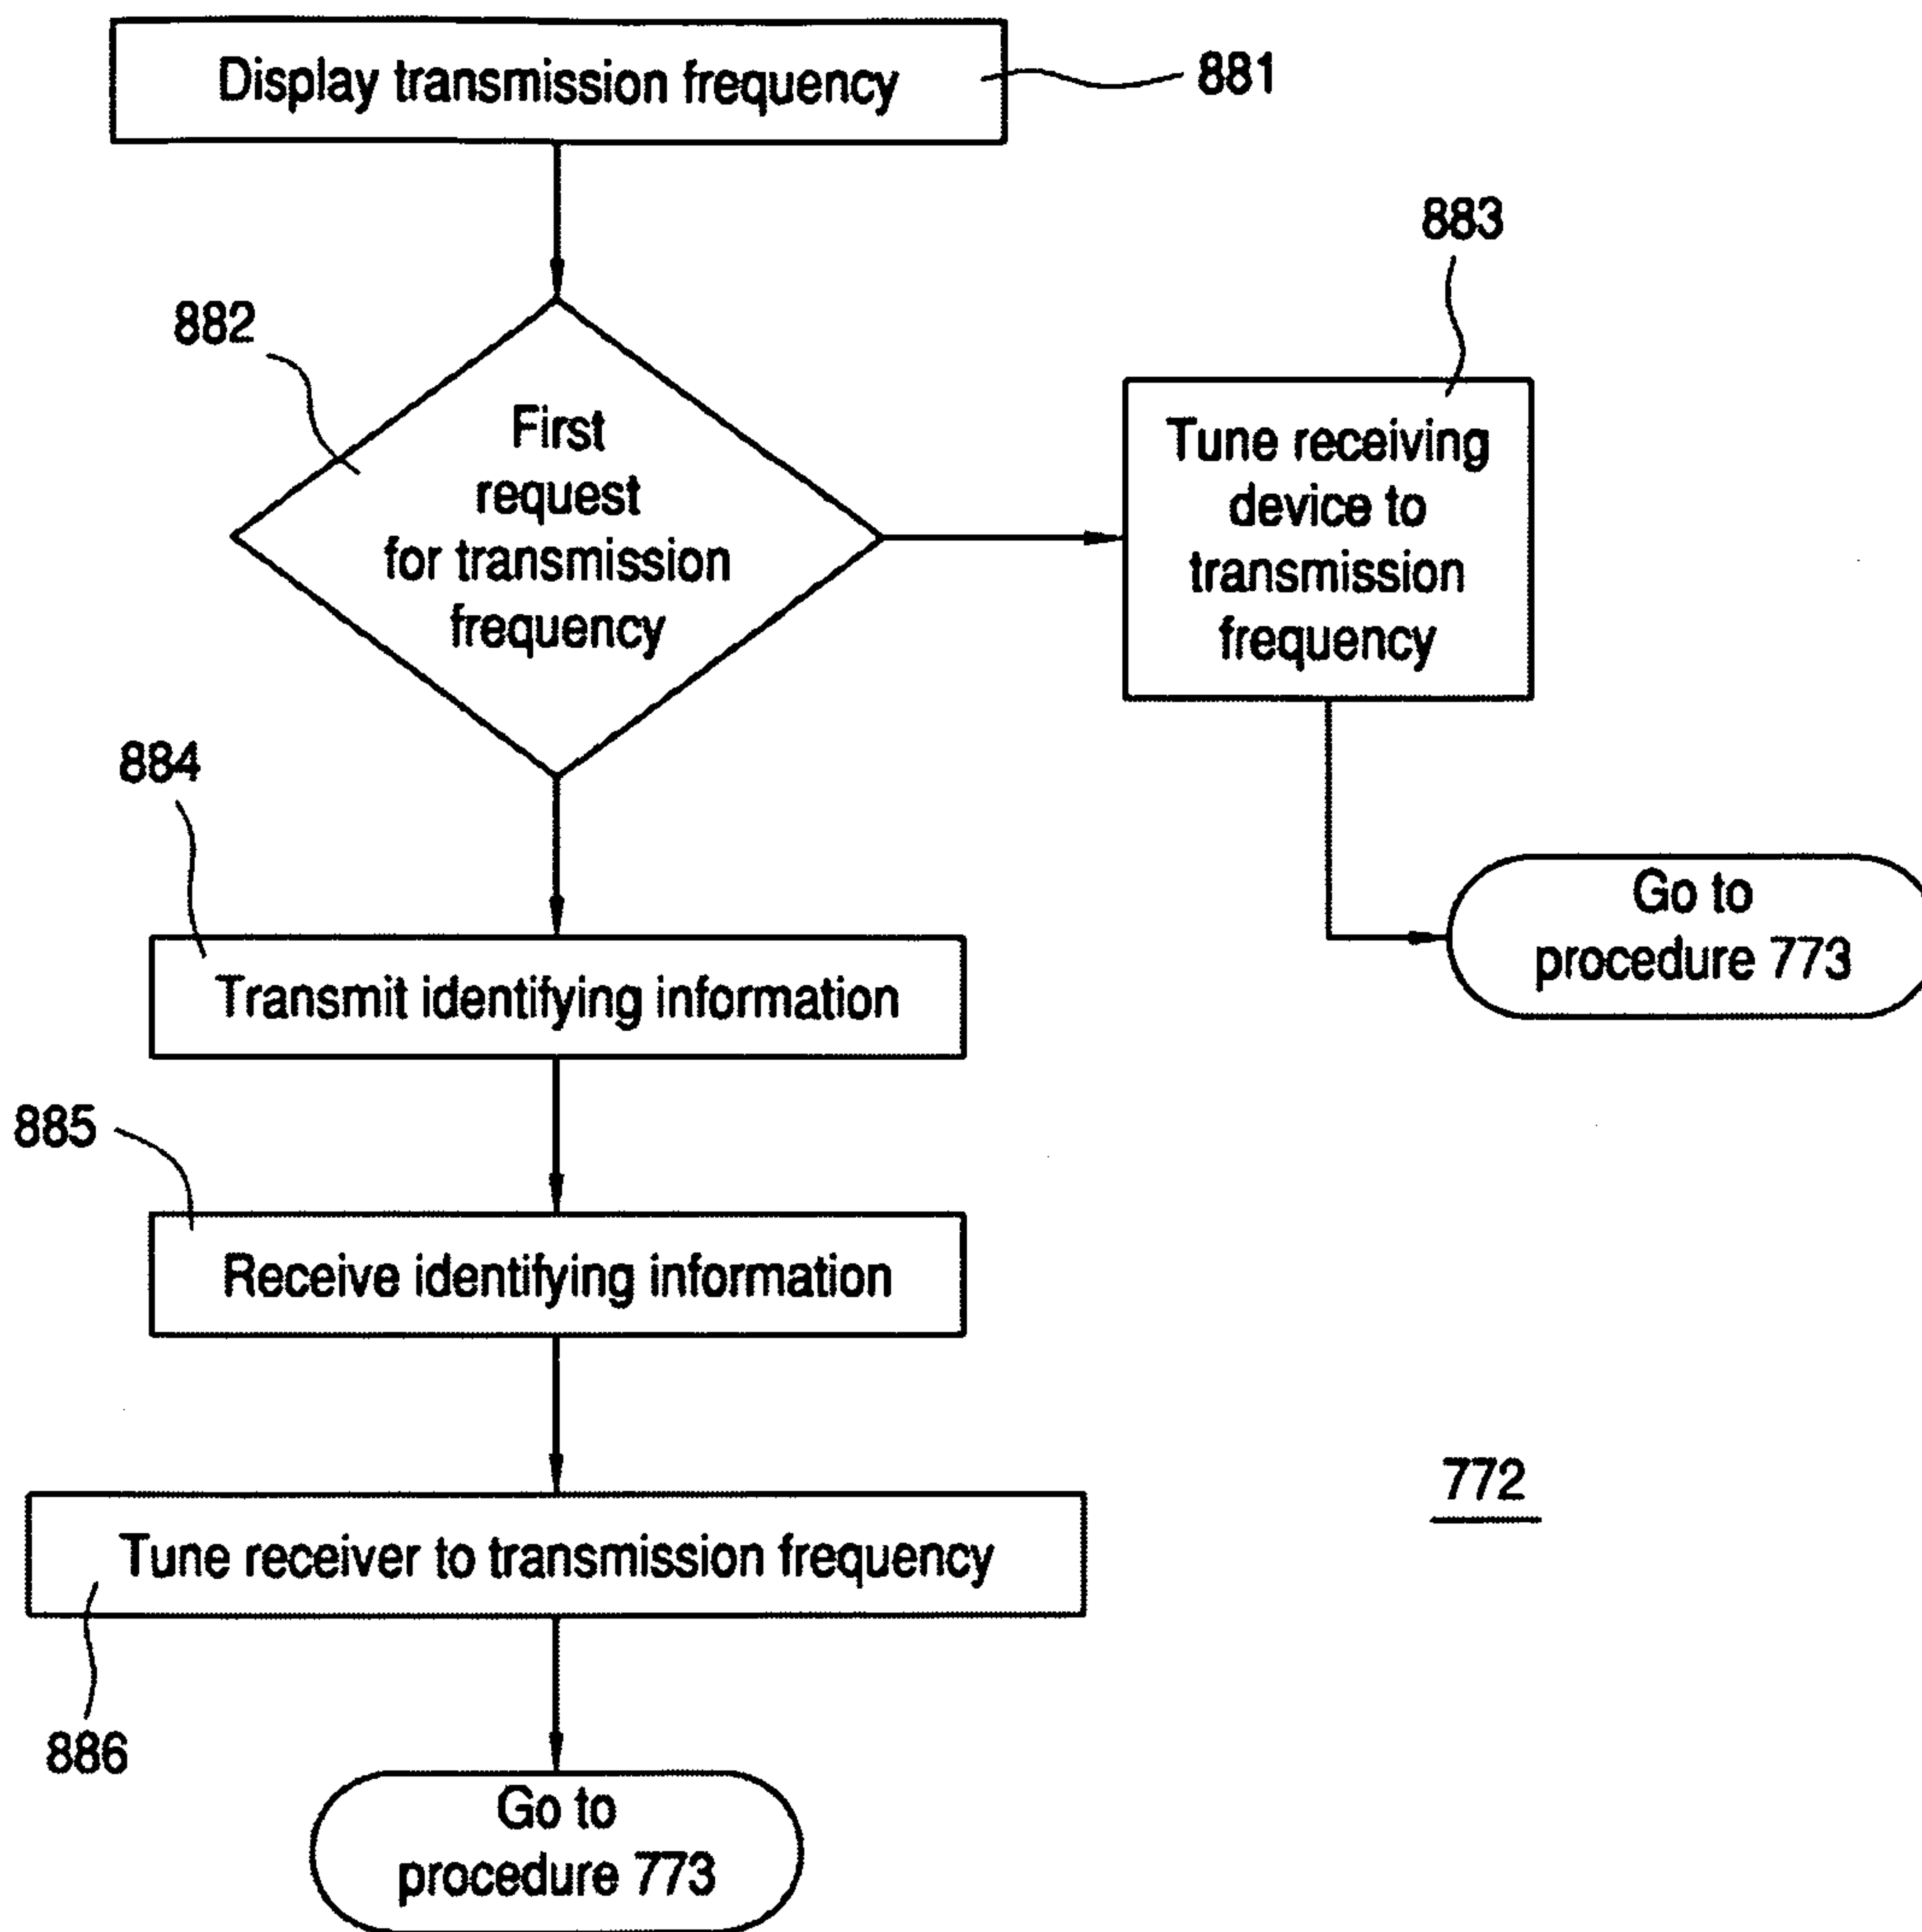 Display transmission frequency
881
882
First
request
for transmission
frequency
883
Tune receiving
device to
transmission
frequency
884
Transmit identifying information
Go to
procedure 773
885
Receive identifying information
772
Tune receiver to transmission frequency
886
Go to
procedure 773